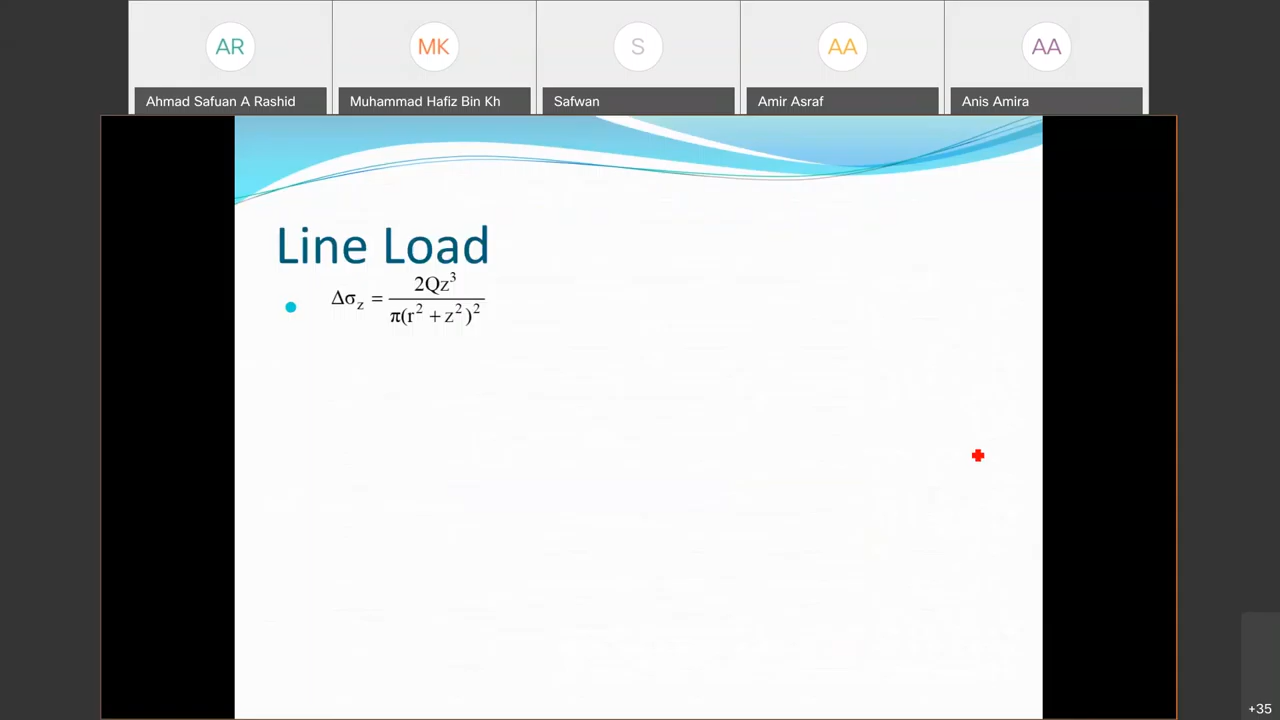 AR MK S AA AA
Ahmad Safuan A Rashid Muhammad Hafiz Bin Kh Safwan Amir Asraf Anis Amira
Line Load
Δσz = 2Qz³ / π(r² + z²)²
+35